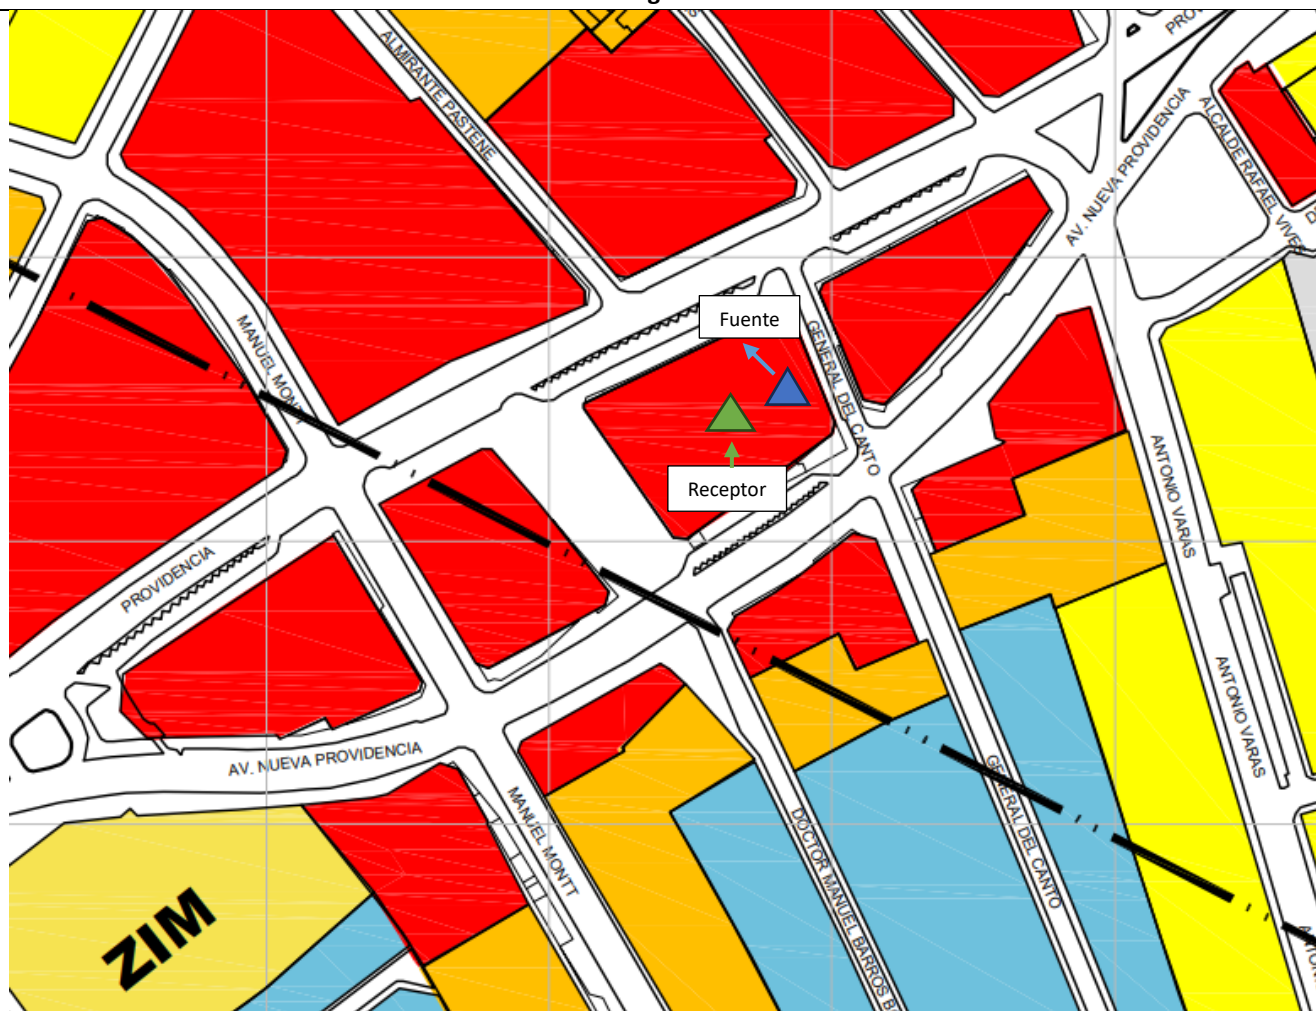 g
ALMIRANTE PASTENE
AV. NUEVA PROVIDENCIA
ALCALDE RAFAEL
MANUEL MONT
Fuente
GENERAL DEL CANTO
Receptor
ANTONIO VARAS
PROVIDENCIA
ANTONIO VARAS
AV. NUEVA PROVIDENCIA
MANUEL MONTT
GENERAL DEL CANTO
DOCTOR MANUEL BARROS B
ZIM